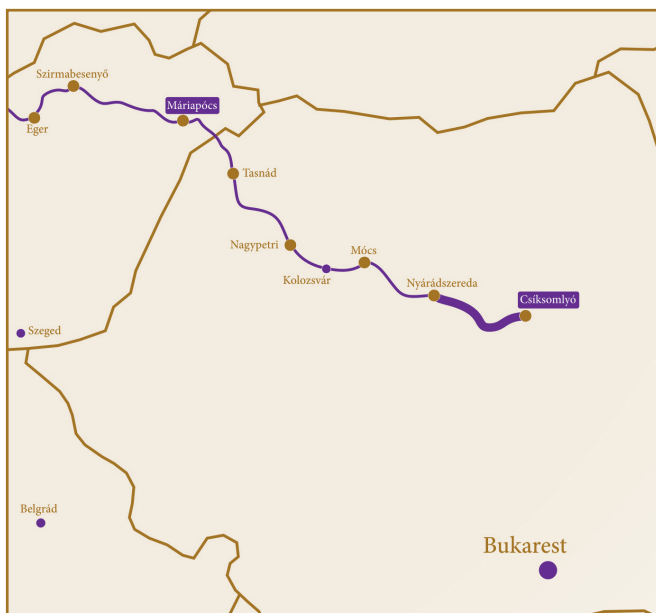 Szirmabesenyő
Máriapócs
Eger
Tasnád
Nagypetri
Mócs
Kolozsvár
Nyárádszereda
Csíksomlyó
Szeged
Belgrád
Bukarest